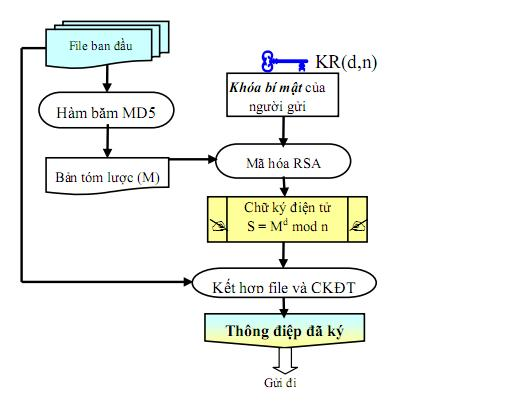 File ban đầu
KR(d,n)
Khóa bí mật của
người gửi
Hàm băm MD5
Bản tóm lược (M)
Mã hóa RSA
Chữ ký điện tử
S = M^d mod n
Kết hợp file và CKĐT
Thông điệp đã ký
Gửi đi